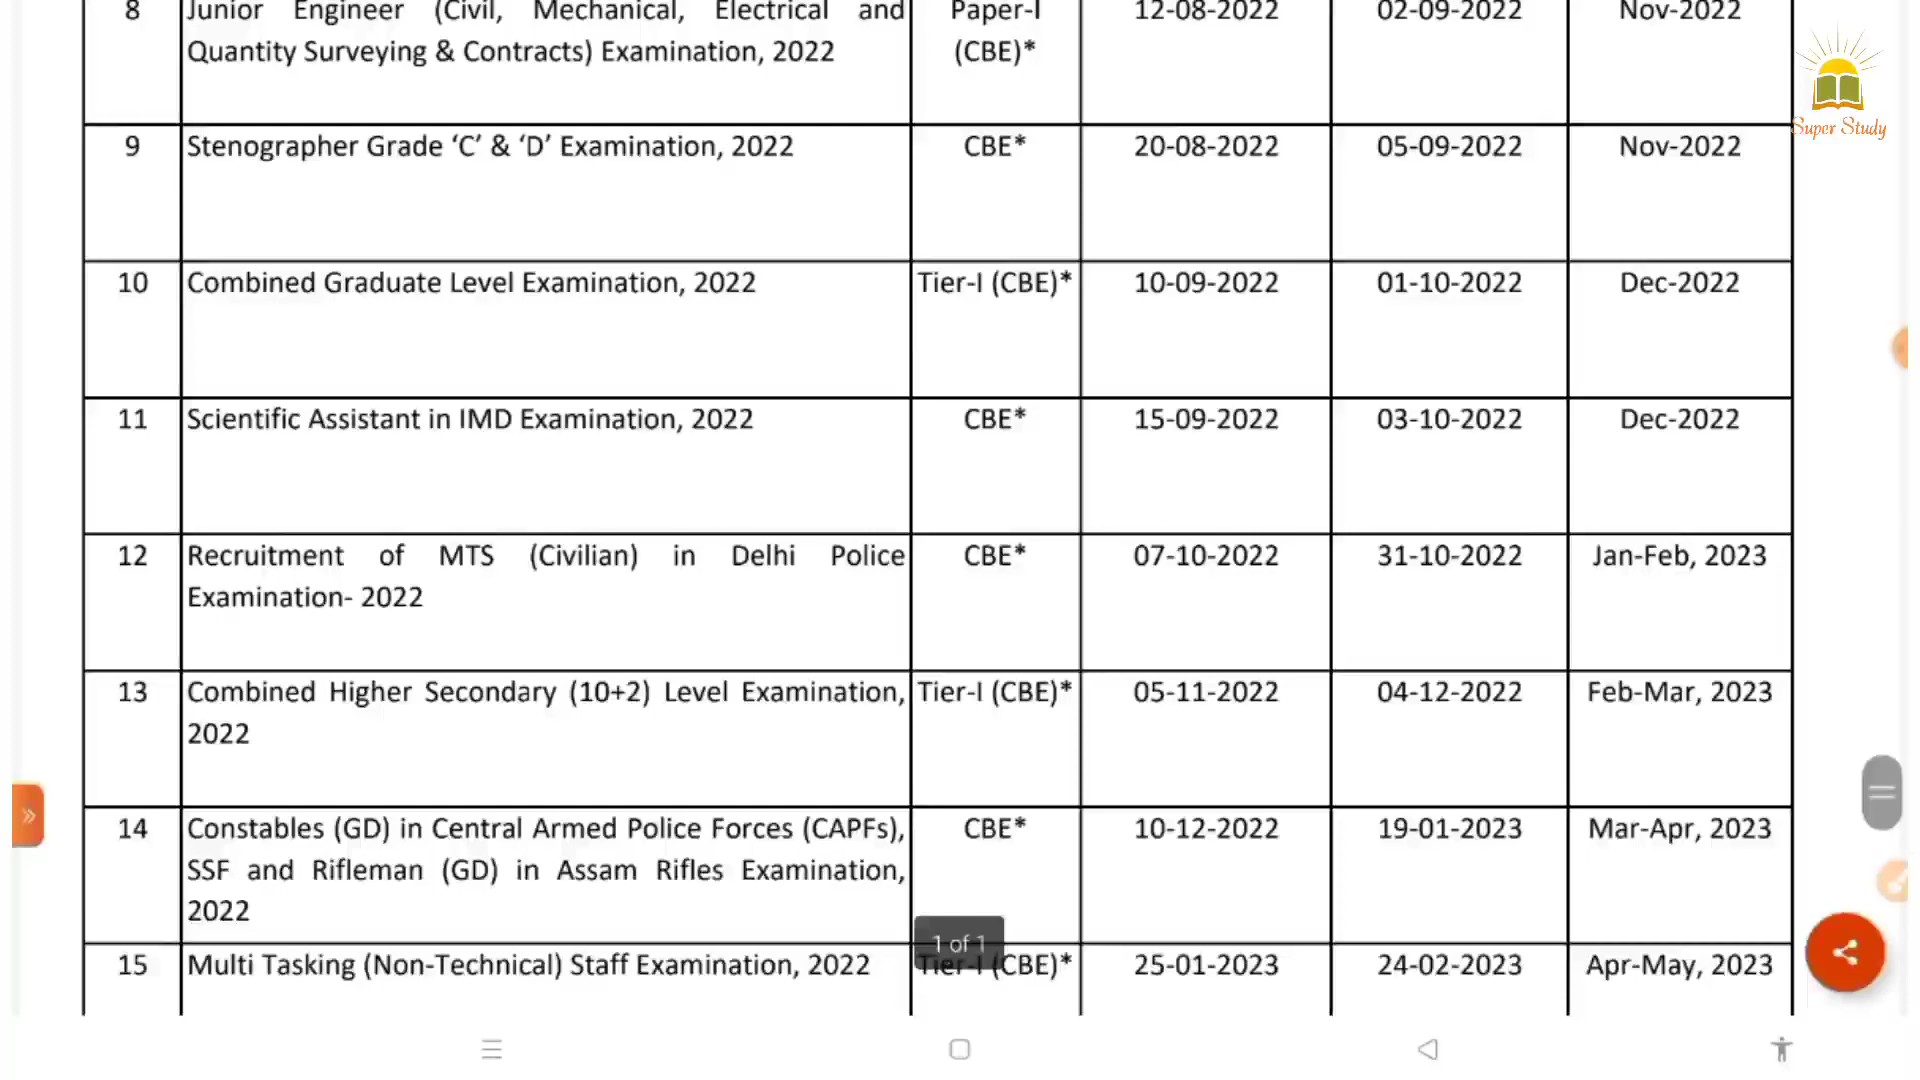 8 Junior Engineer (Civil, Mechanical, Electrical and Paper-I 12-08-2022 02-09-2022 Nov-2022
Quantity Surveying & Contracts) Examination, 2022 (CBE)*
Super Study
9 Stenographer Grade ‘C’ & ‘D’ Examination, 2022 CBE* 20-08-2022 05-09-2022 Nov-2022
10 Combined Graduate Level Examination, 2022 Tier-I (CBE)* 10-09-2022 01-10-2022 Dec-2022
11 Scientific Assistant in IMD Examination, 2022 CBE* 15-09-2022 03-10-2022 Dec-2022
12 Recruitment of MTS (Civilian) in Delhi Police CBE* 07-10-2022 31-10-2022 Jan-Feb, 2023
Examination- 2022
13 Combined Higher Secondary (10+2) Level Examination, Tier-I (CBE)* 05-11-2022 04-12-2022 Feb-Mar, 2023
2022
14 Constables (GD) in Central Armed Police Forces (CAPFs), CBE* 10-12-2022 19-01-2023 Mar-Apr, 2023
SSF and Rifleman (GD) in Assam Rifles Examination,
2022
1 of 1
15 Multi Tasking (Non-Technical) Staff Examination, 2022 Tier-I (CBE)* 25-01-2023 24-02-2023 Apr-May, 2023